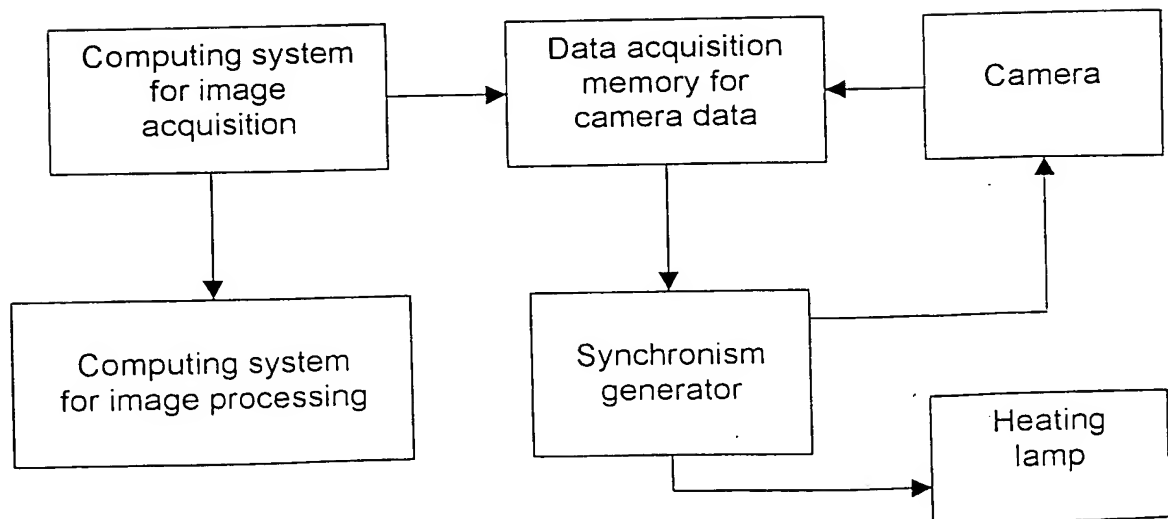 Computing system
for image
acquisition
Data acquisition
memory for
camera data
Camera
Computing system
for image processing
Synchronism
generator
Heating
lamp